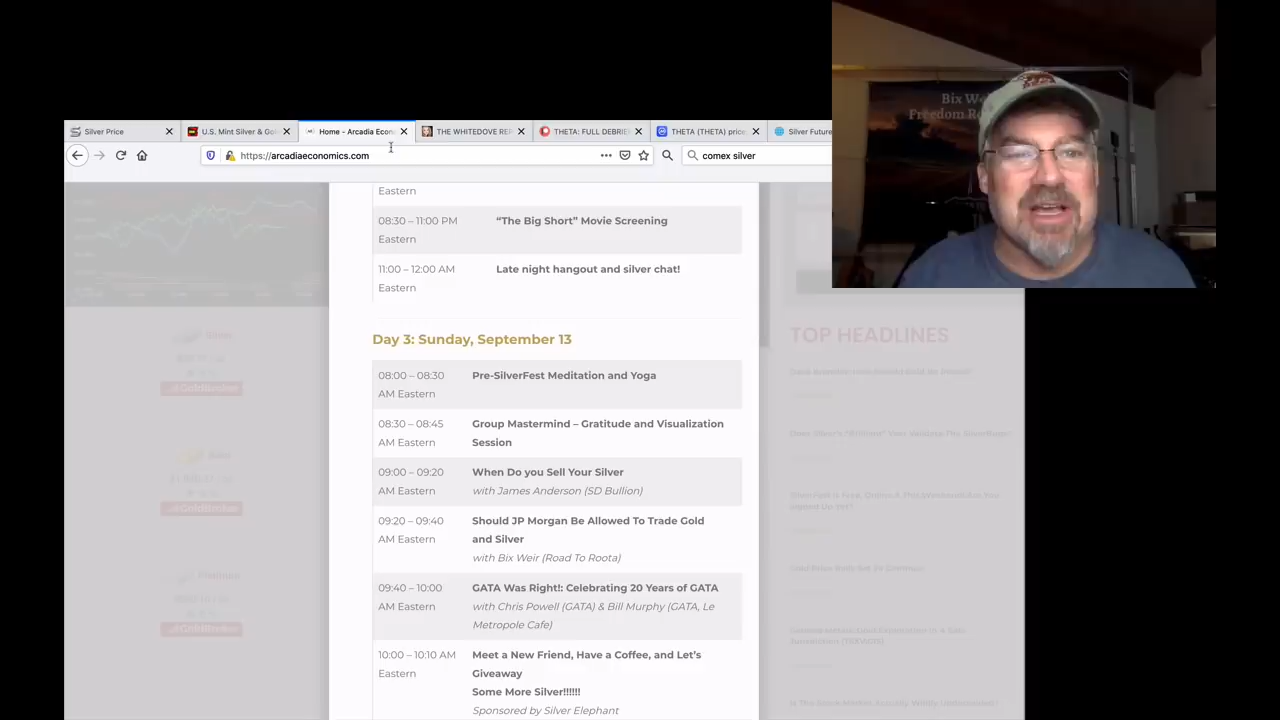 Bix We
Freedom Ro
Silver Price
U.S. Mint Silver & Go
Home - Arcadia Econ
THE WHITEDOVE REP
THETA: FULL DEBRIE
THETA (THETA) price,
Silver Future
https://arcadiaeconomics.com
comex silver
Eastern
08:30 – 11:00 PM
Eastern
“The Big Short” Movie Screening
11:00 – 12:00 AM
Eastern
Late night hangout and silver chat!
Day 3: Sunday, September 13
08:00 – 08:30
AM Eastern
Pre-SilverFest Meditation and Yoga
08:30 – 08:45
AM Eastern
Group Mastermind – Gratitude and Visualization
Session
09:00 – 09:20
AM Eastern
When Do you Sell Your Silver
with James Anderson (SD Bullion)
09:20 – 09:40
AM Eastern
Should JP Morgan Be Allowed To Trade Gold
and Silver
with Bix Weir (Road To Roota)
09:40 – 10:00
AM Eastern
GATA Was Right!: Celebrating 20 Years of GATA
with Chris Powell (GATA) & Bill Murphy (GATA, Le
Metropole Cafe)
10:00 – 10:10 AM
Eastern
Meet a New Friend, Have a Coffee, and Let’s
Giveaway
Some More Silver!!!!!!
Sponsored by Silver Elephant
TOP HEADLINES